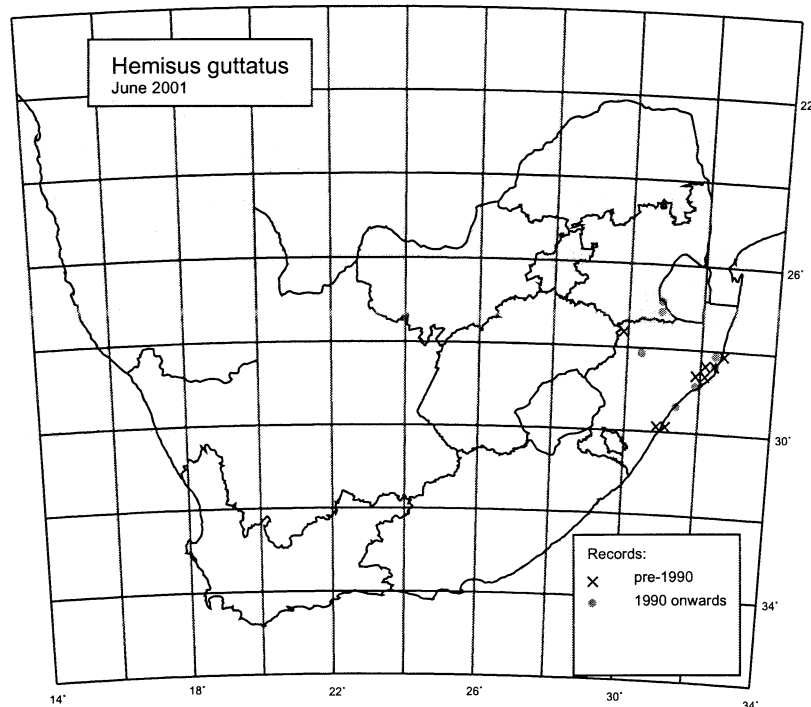 Hemisus guttatus
June 2001
22°
26°
30°
Records:
pre-1990
1990 onwards
34°
14°
18°
22°
26°
30°
34°